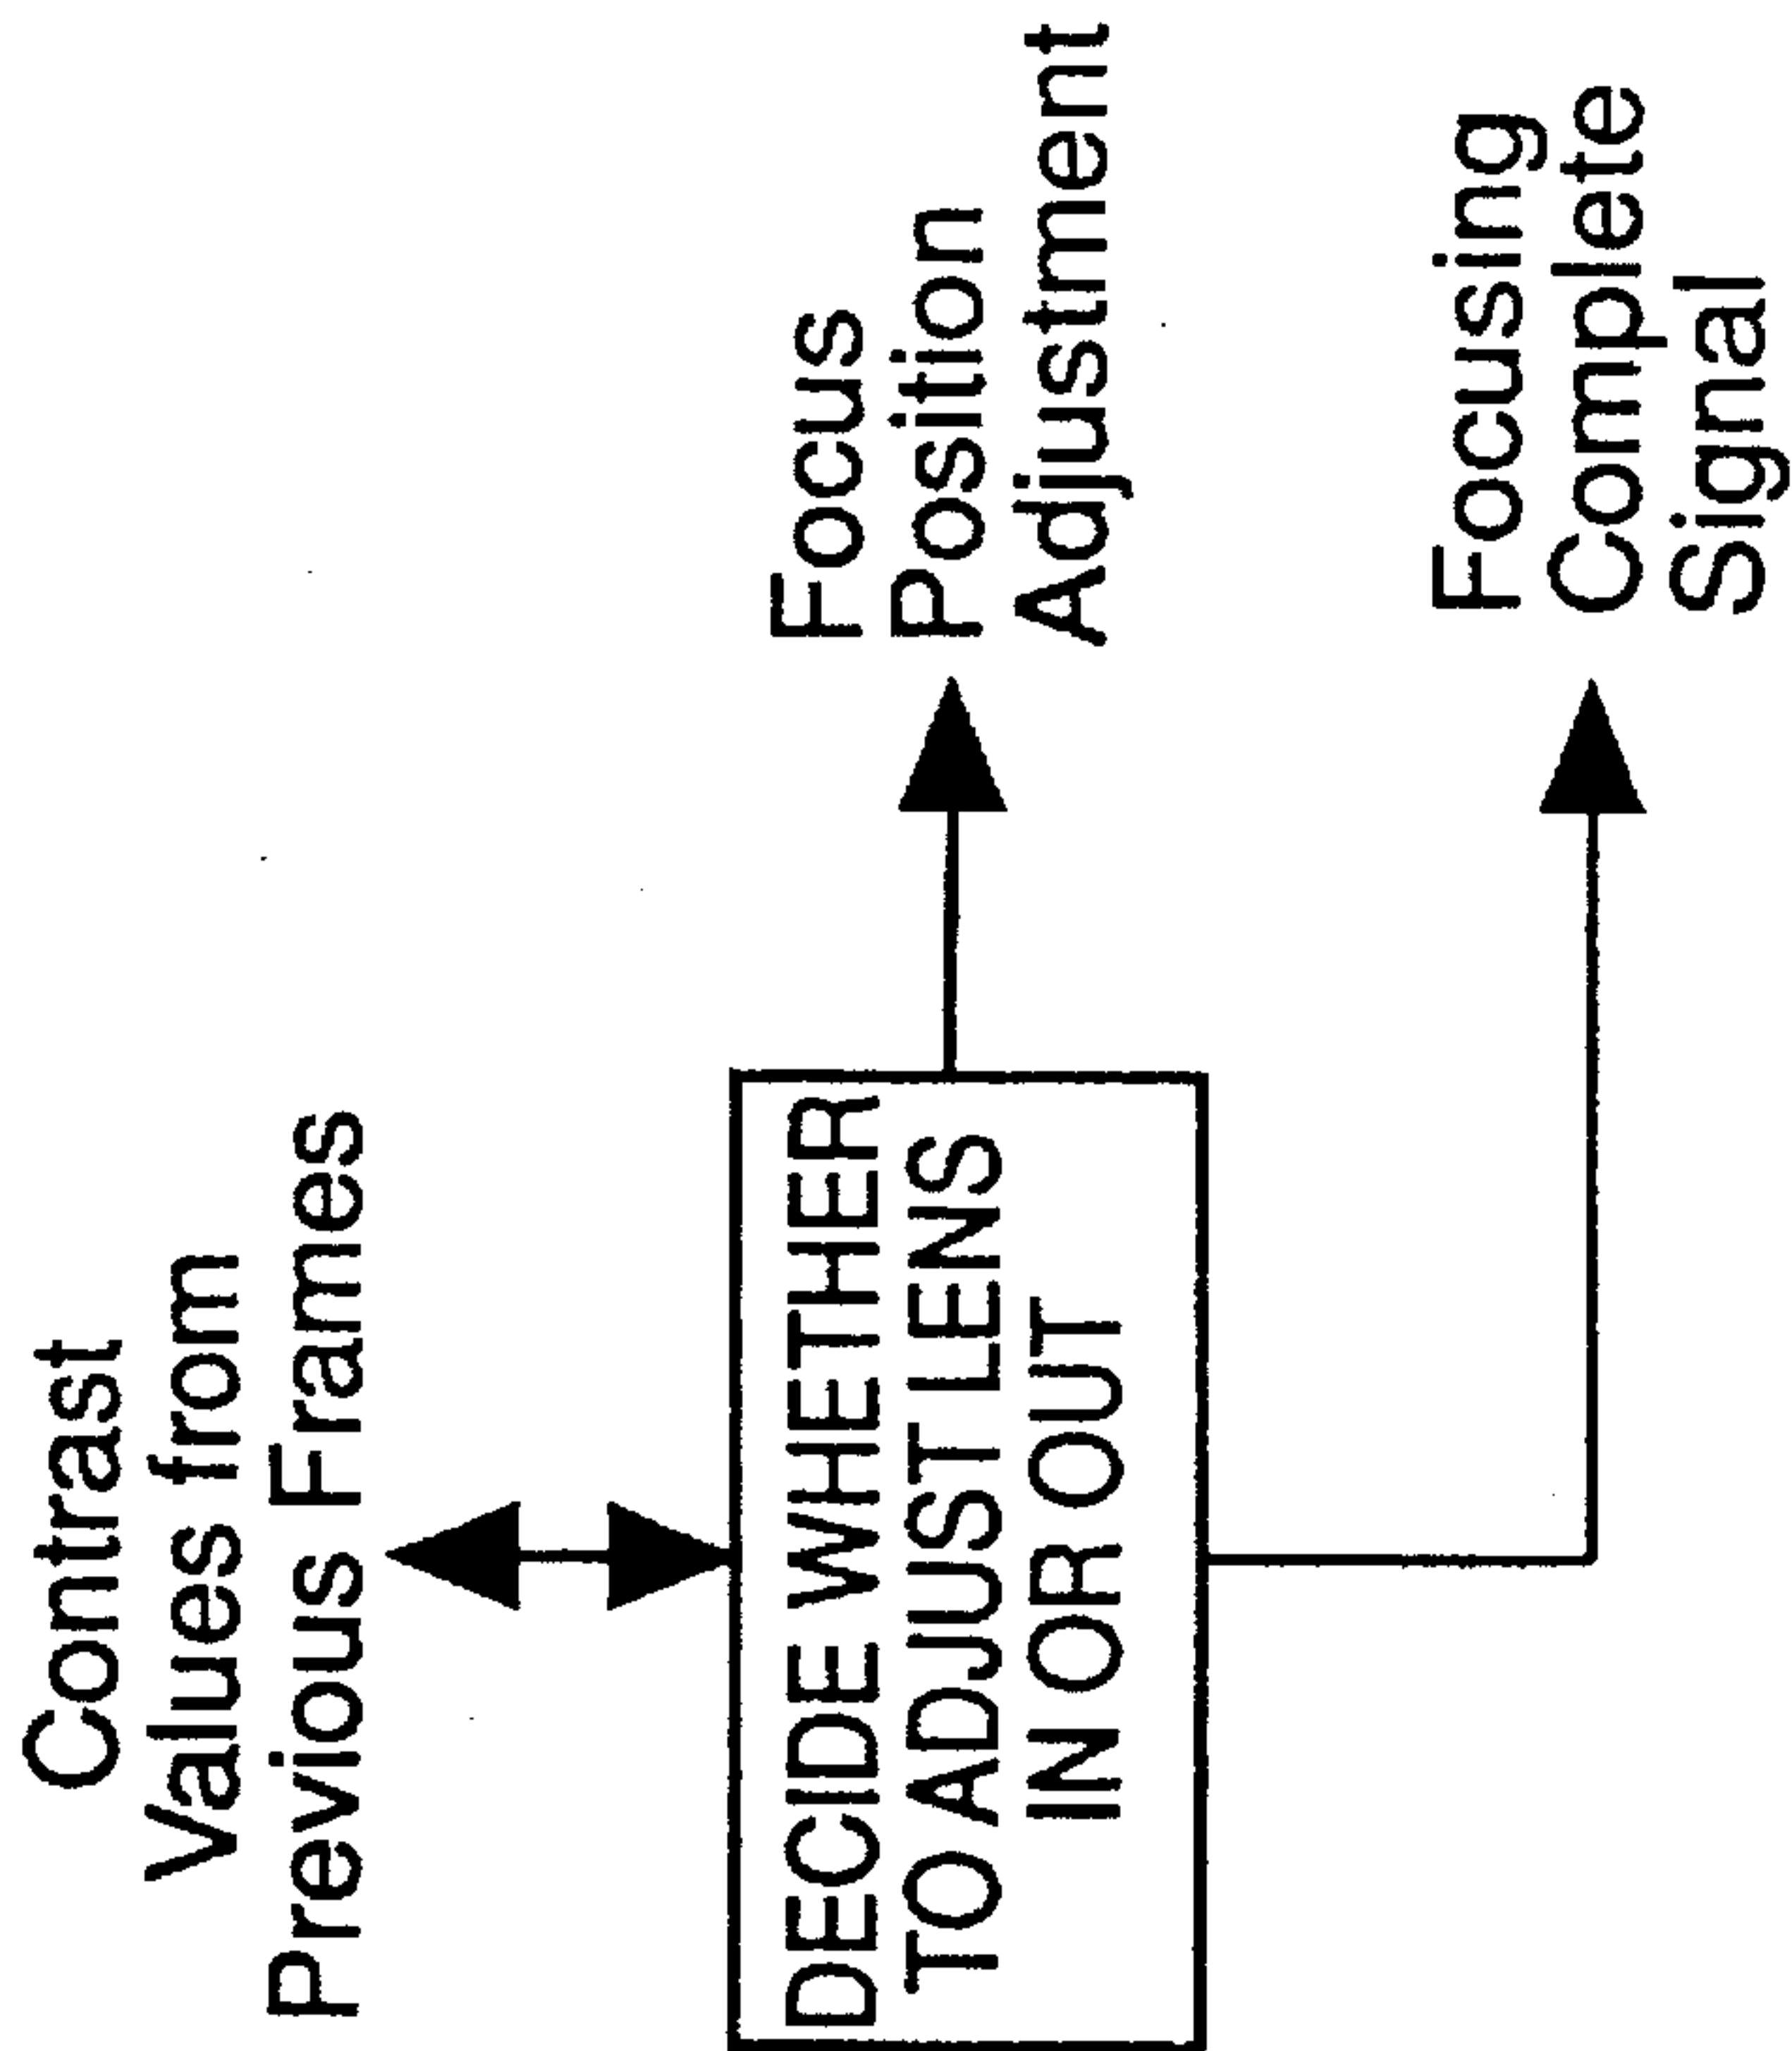 Contrast
Values from
Previous Frames
DECIDE WHETHER
TO ADJUST LENS
IN OR OUT
Focus
Position
Adjustment
Focusing
Complete
Signal